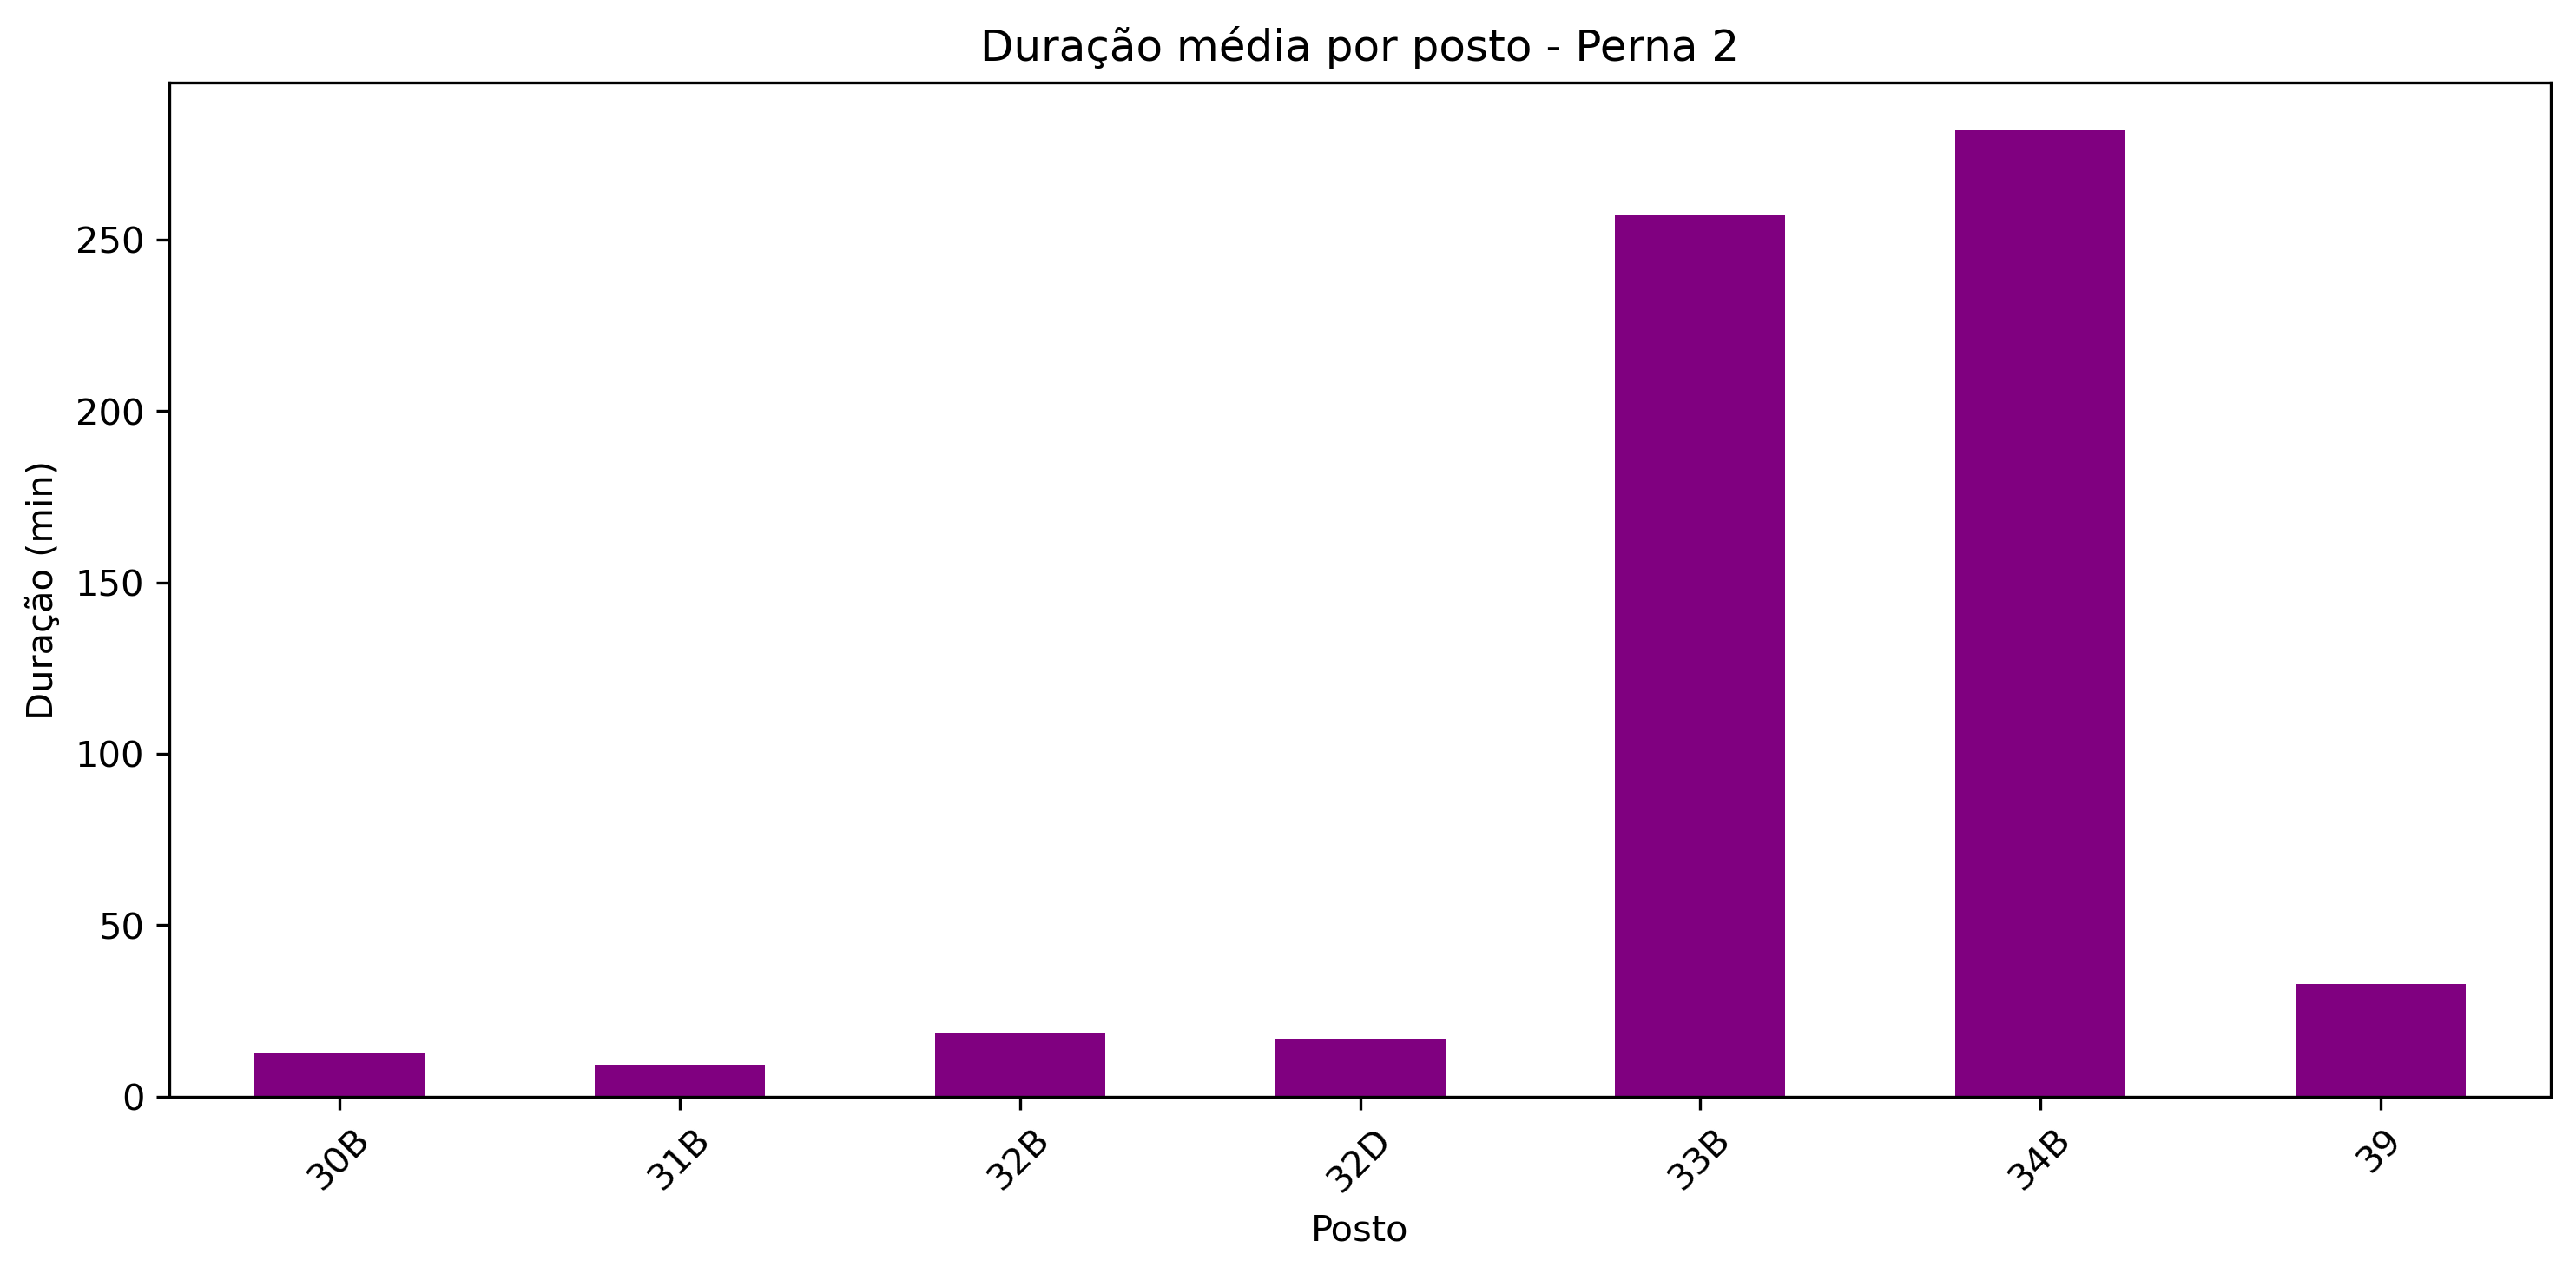 Duração média por posto - Perna 2
Duração (min)
250
200
150
100
50
0
30B
31B
32B
32D
33B
34B
39
Posto